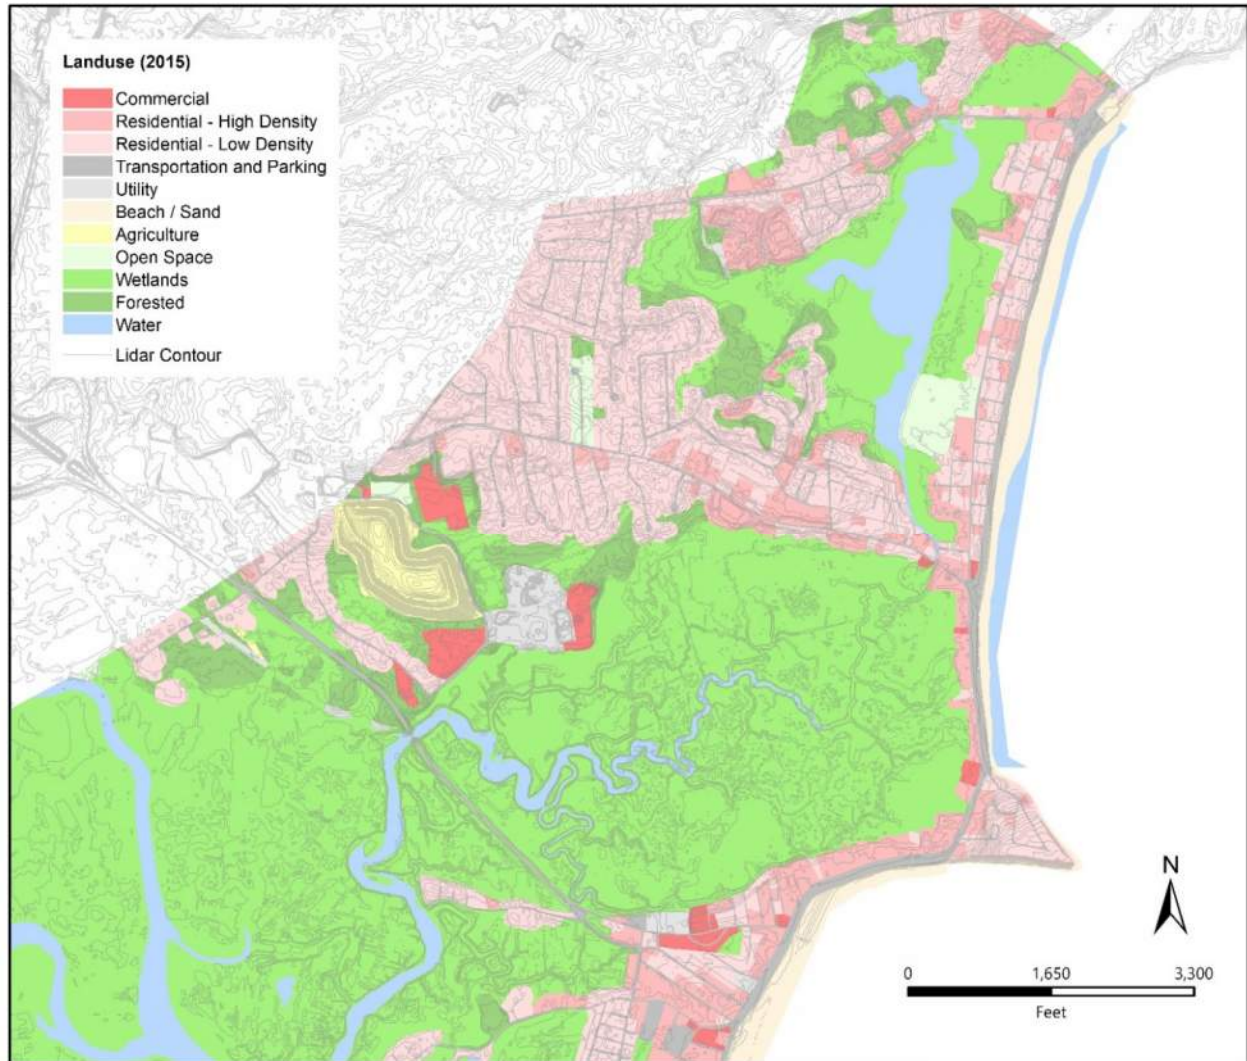 Landuse (2015)
Commercial
Residential - High Density
Residential - Low Density
Transportation and Parking
Utility
Beach / Sand
Agriculture
Open Space
Wetlands
Forested
Water
Lidar Contour
N
0 1,650 3,300
Feet